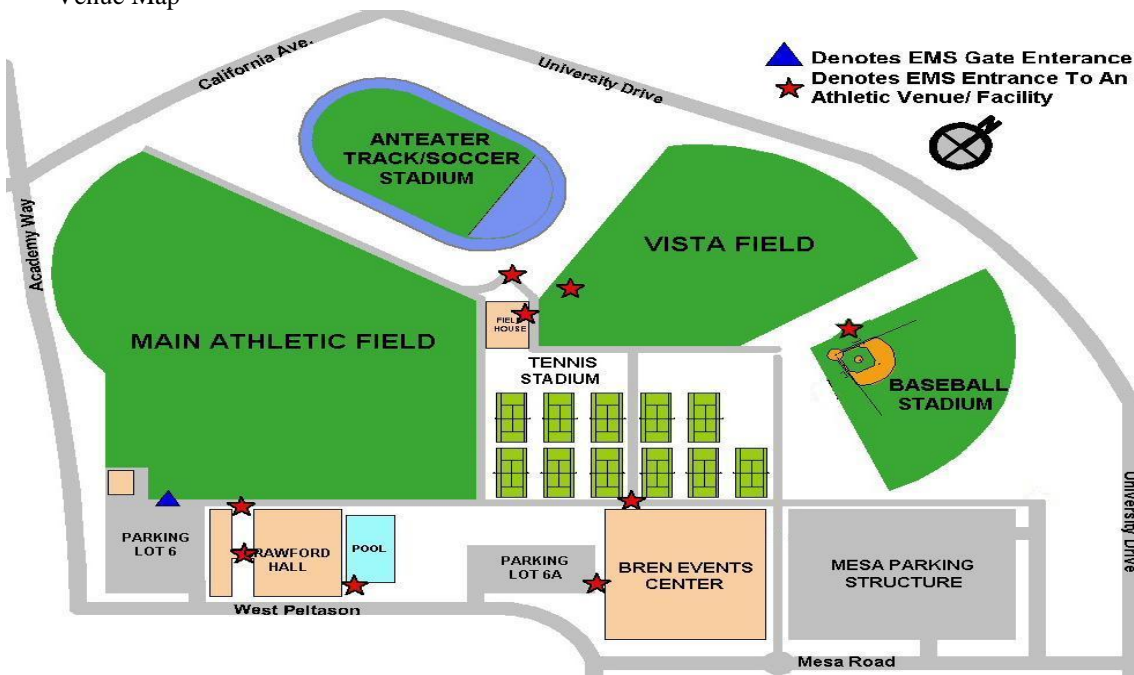 Venue Map
California Ave.
University Drive
Denotes EMS Gate Enterance
Denotes EMS Entrance To An
Athletic Venue/ Facility
N
ANTEATER
TRACK/SOCCER
STADIUM
Academy Way
VISTA FIELD
MAIN ATHLETIC FIELD
FIELD
HOUSE
TENNIS
STADIUM
BASEBALL
STADIUM
University Drive
PARKING
LOT 6
RAWFORD
HALL
POOL
PARKING
LOT 6A
BREN EVENTS
CENTER
MESA PARKING
STRUCTURE
West Peltason
Mesa Road